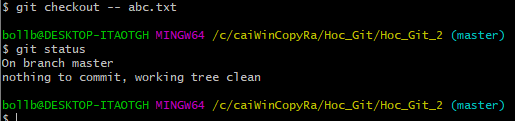 $ git checkout -- abc.txt
bollb@DESKTOP-ITAOTGH MINGW64 /c/caiWinCopyRa/Hoc_Git/Hoc_Git_2 (master)
$ git status
On branch master
nothing to commit, working tree clean
bollb@DESKTOP-ITAOTGH MINGW64 /c/caiWinCopyRa/Hoc_Git/Hoc_Git_2 (master)
$